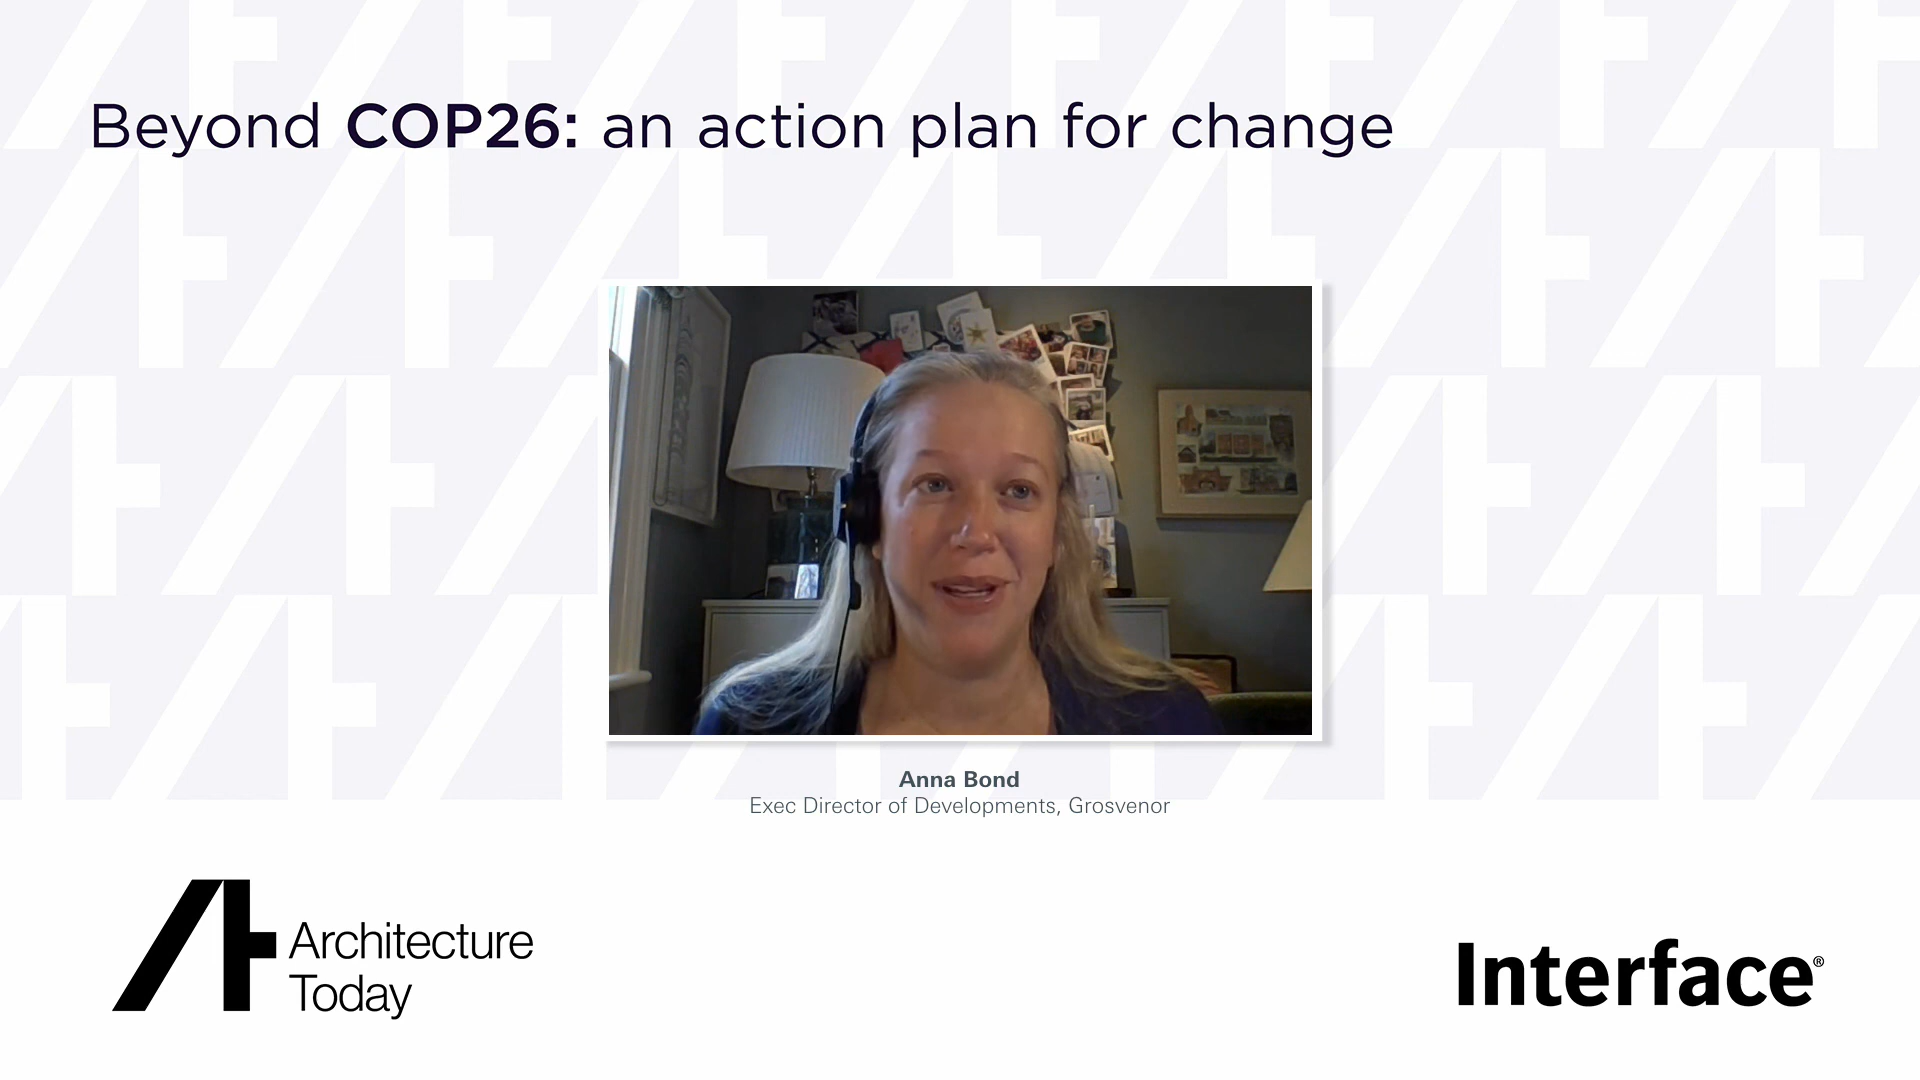 Beyond COP26: an action plan for change
Anna Bond
Exec Director of Developments, Grosvenor
Architecture
Today
Interface®